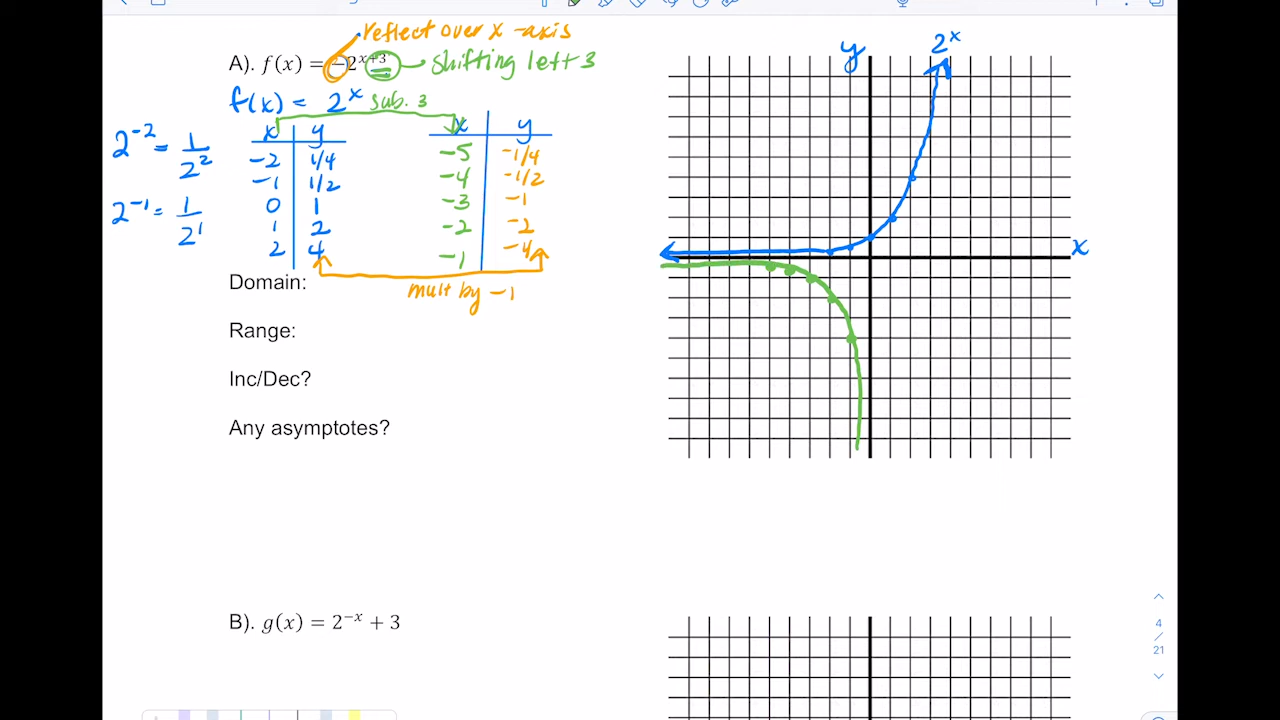 reflect over x-axis
A). f(x) = −2^{x+3} shifting left 3
f(x) = 2^x sub. 3
2^{-2} = 1/2^2
2^{-1} = 1/2^1
x y
-2 1/4
-1 1/2
0 1
1 2
2 4
x y
-5 -1/4
-4 -1/2
-3 -1
-2 -2
-1 -4
mult by -1
Domain:
Range:
Inc/Dec?
Any asymptotes?
y
2^x
x
B). g(x) = 2^{−x} + 3
4
/
21